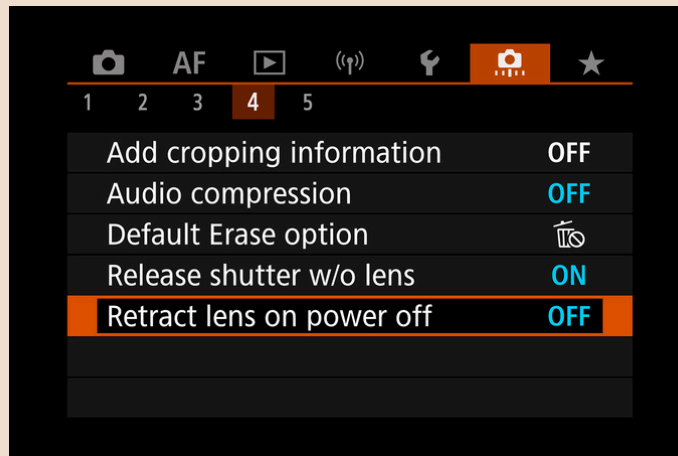 AF
1 2 3 4 5
Add cropping information OFF
Audio compression OFF
Default Erase option
Release shutter w/o lens ON
Retract lens on power off OFF